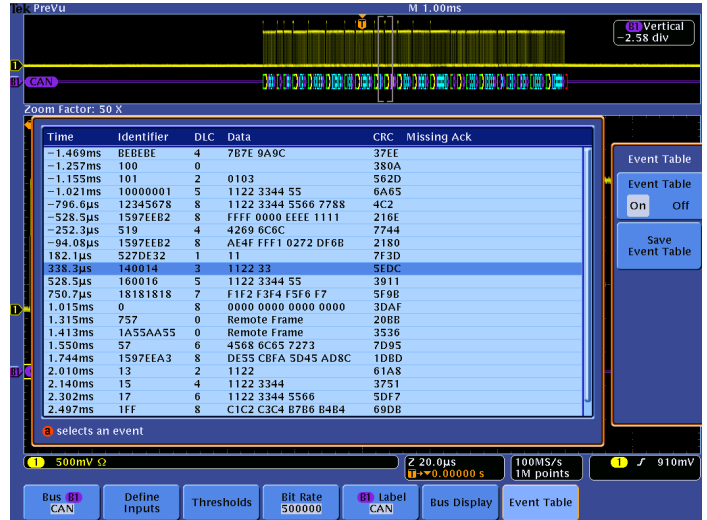 Tek PreVu M 1.00ms
T
B1 Vertical
-2.58 div
1
B1 CAN
Zoom Factor: 50 X
Time Identifier DLC Data CRC Missing Ack
-1.469ms BEBEBE 4 7B7E 9A9C 37EE
-1.257ms 100 0 380A
-1.155ms 101 2 0103 562D
-1.021ms 10000001 5 1122 3344 55 6A65
-796.6µs 12345678 8 1122 3344 5566 7788 4C2
-528.5µs 1597EEB2 8 FFFF 0000 EEEE 1111 216E
-252.3µs 519 4 4269 6C6C 7744
-94.08µs 1597EEB2 8 AE4F FFF1 0272 DF6B 2180
182.1µs 527DE32 1 11 7F3D
338.3µs 140014 3 1122 33 5EDC
528.5µs 160016 5 1122 3344 55 3911
750.7µs 18181818 7 F1F2 F3F4 F5F6 F7 5F9B
1.015ms 0 8 0000 0000 0000 0000 3DAF
1.315ms 757 0 Remote Frame 20BB
1.413ms 1A55AA55 0 Remote Frame 3536
1.550ms 57 6 4568 6C65 7273 7D95
1.744ms 1597EEA3 8 DE55 CBFA 5D45 AD8C 1DBD
2.010ms 13 2 1122 61A8
2.140ms 15 4 1122 3344 3751
2.302ms 17 6 1122 3344 5566 5DF7
2.497ms 1FF 8 C1C2 C3C4 B7B6 B4B4 69DB
a selects an event
1
B1
Event Table
Event Table
On Off
Save
Event Table
1 500mV Ω
Z 20.0µs
T→▼0.00000 s
100MS/s
1M points
1 ʃ 910mV
Bus B1
CAN
Define
Inputs
Thresholds
Bit Rate
500000
B1 Label
CAN
Bus Display
Event Table